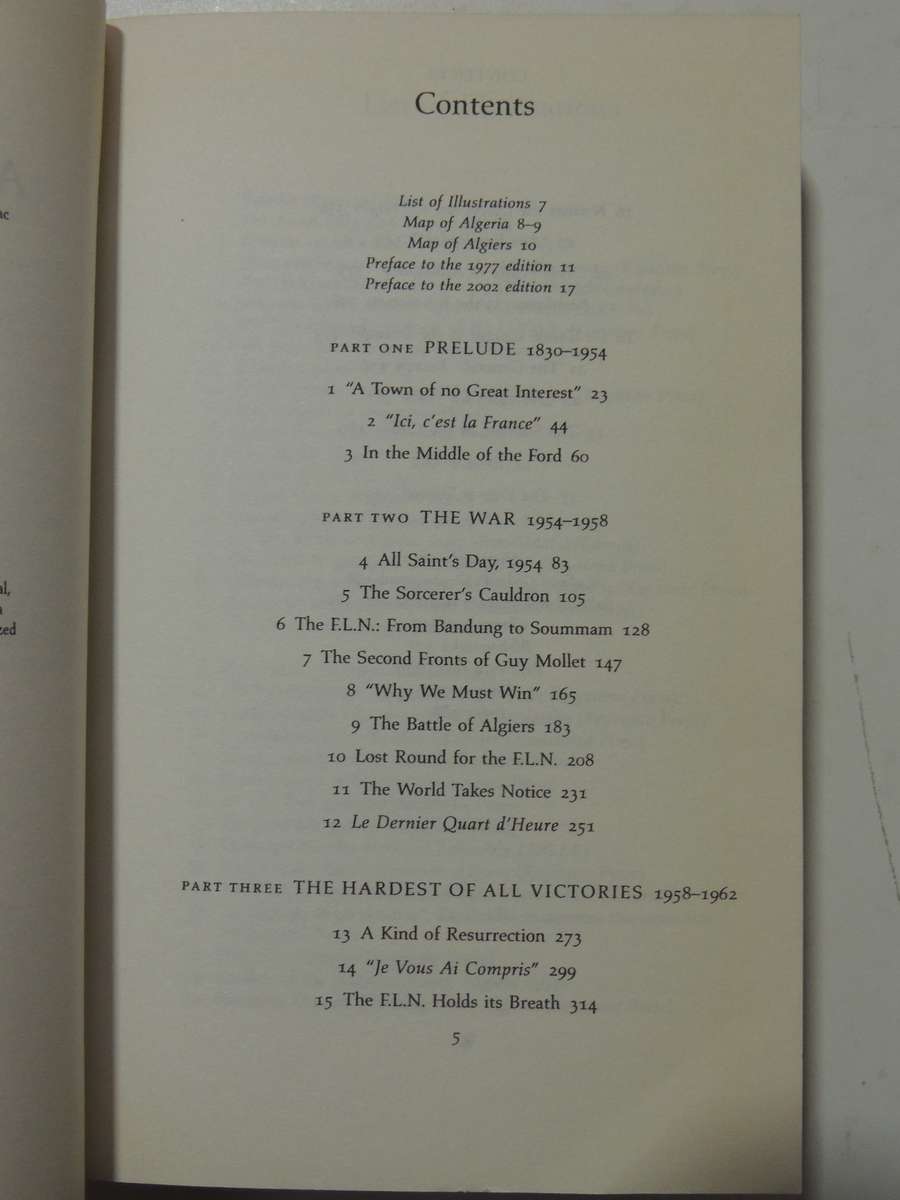 Contents
List of Illustrations 7
Map of Algeria 8–9
Map of Algiers 10
Preface to the 1977 edition 11
Preface to the 2002 edition 17
PART ONE PRELUDE 1830–1954
1 "A Town of no Great Interest" 23
2 "Ici, c'est la France" 44
3 In the Middle of the Ford 60
PART TWO THE WAR 1954–1958
4 All Saint's Day, 1954 83
5 The Sorcerer's Cauldron 105
6 The F.L.N.: From Bandung to Soummam 128
7 The Second Fronts of Guy Mollet 147
8 "Why We Must Win" 165
9 The Battle of Algiers 183
10 Lost Round for the F.L.N. 208
11 The World Takes Notice 231
12 Le Dernier Quart d'Heure 251
PART THREE THE HARDEST OF ALL VICTORIES 1958–1962
13 A Kind of Resurrection 273
14 "Je Vous Ai Compris" 299
15 The F.L.N. Holds its Breath 314
5